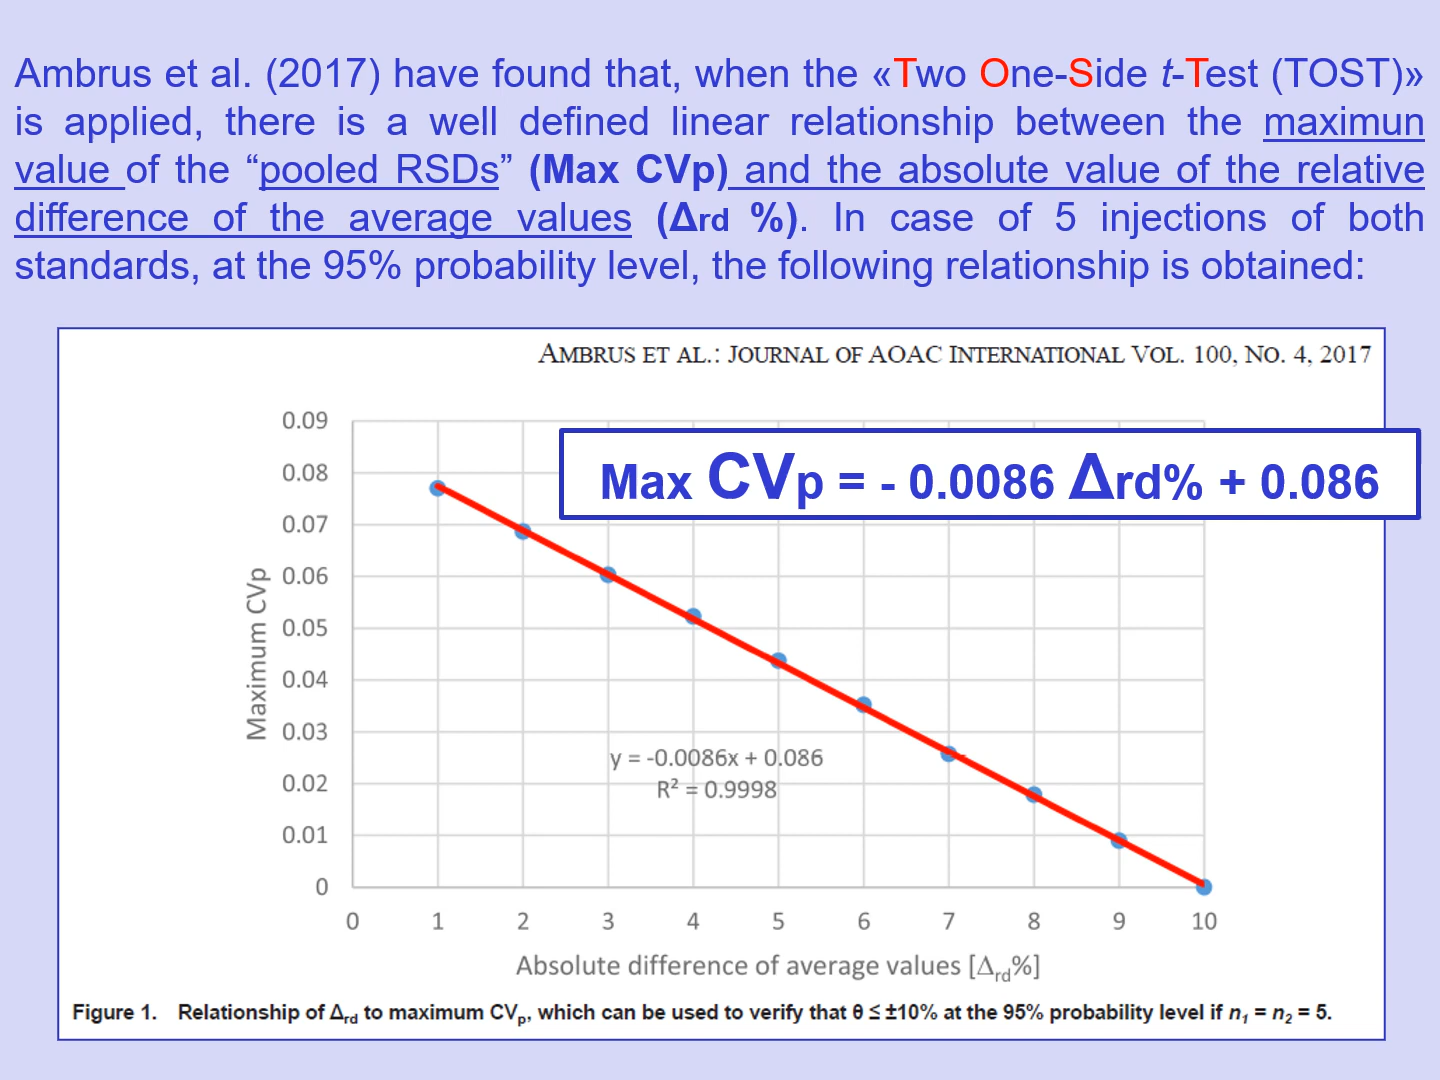 Ambrus et al. (2017) have found that, when the «Two One-Side t-Test (TOST)»
is applied, there is a well defined linear relationship between the maximun
value of the “pooled RSDs” (Max CVp) and the absolute value of the relative
difference of the average values (Δrd %). In case of 5 injections of both
standards, at the 95% probability level, the following relationship is obtained:
AMBRUS ET AL.: JOURNAL OF AOAC INTERNATIONAL VOL. 100, NO. 4, 2017
Max CVp = - 0.0086 Δrd% + 0.086
0.09
0.08
0.07
0.06
0.05
0.04
0.03
0.02
0.01
0
Maximum CVp
y = -0.0086x + 0.086
R² = 0.9998
0 1 2 3 4 5 6 7 8 9 10
Absolute difference of average values [Δrd%]
Figure 1. Relationship of Δrd to maximum CVp, which can be used to verify that θ ≤ ±10% at the 95% probability level if n1 = n2 = 5.